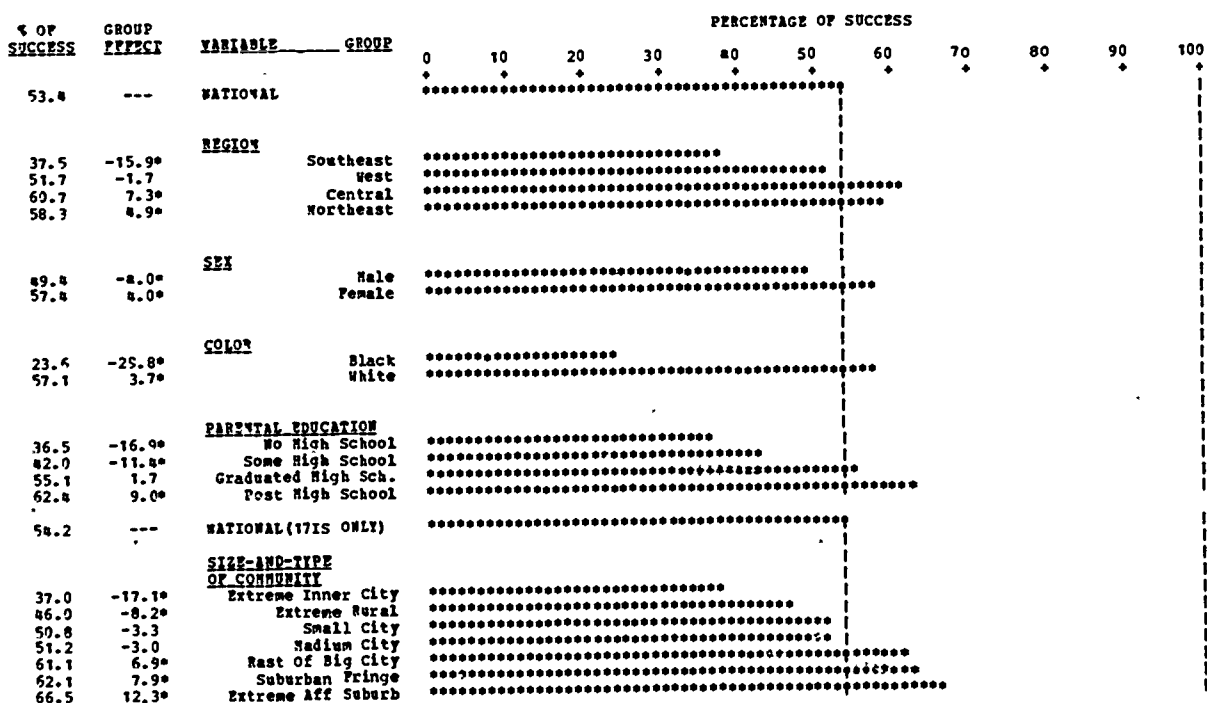 PERCENTAGE OF SUCCESS
% OF GROUP
SUCCESS EFFECT VARIABLE GROUP
0 10 20 30 40 50 60 70 80 90 100
53.4 --- NATIONAL
REGION
37.5 -15.9* Southeast
51.7 -1.7 West
60.7 7.3* Central
58.3 4.9* Northeast
SEX
49.4 -4.0* Male
57.4 4.0* Female
COLOR
23.6 -29.8* Black
57.1 3.7* White
PARENTAL EDUCATION
36.5 -16.9* No High School
42.0 -11.4* Some High School
55.1 1.7 Graduated High Sch.
62.4 9.0* Post High School
54.2 --- NATIONAL(17IS ONLY)
SIZE-AND-TYPE
OF COMMUNITY
37.0 -17.1* Extreme Inner City
46.0 -8.2* Extreme Rural
50.8 -3.3 Small City
51.2 -3.0 Medium City
61.1 6.9* Rest Of Big City
62.1 7.9* Suburban Fringe
66.5 12.3* Extreme Aff Suburb